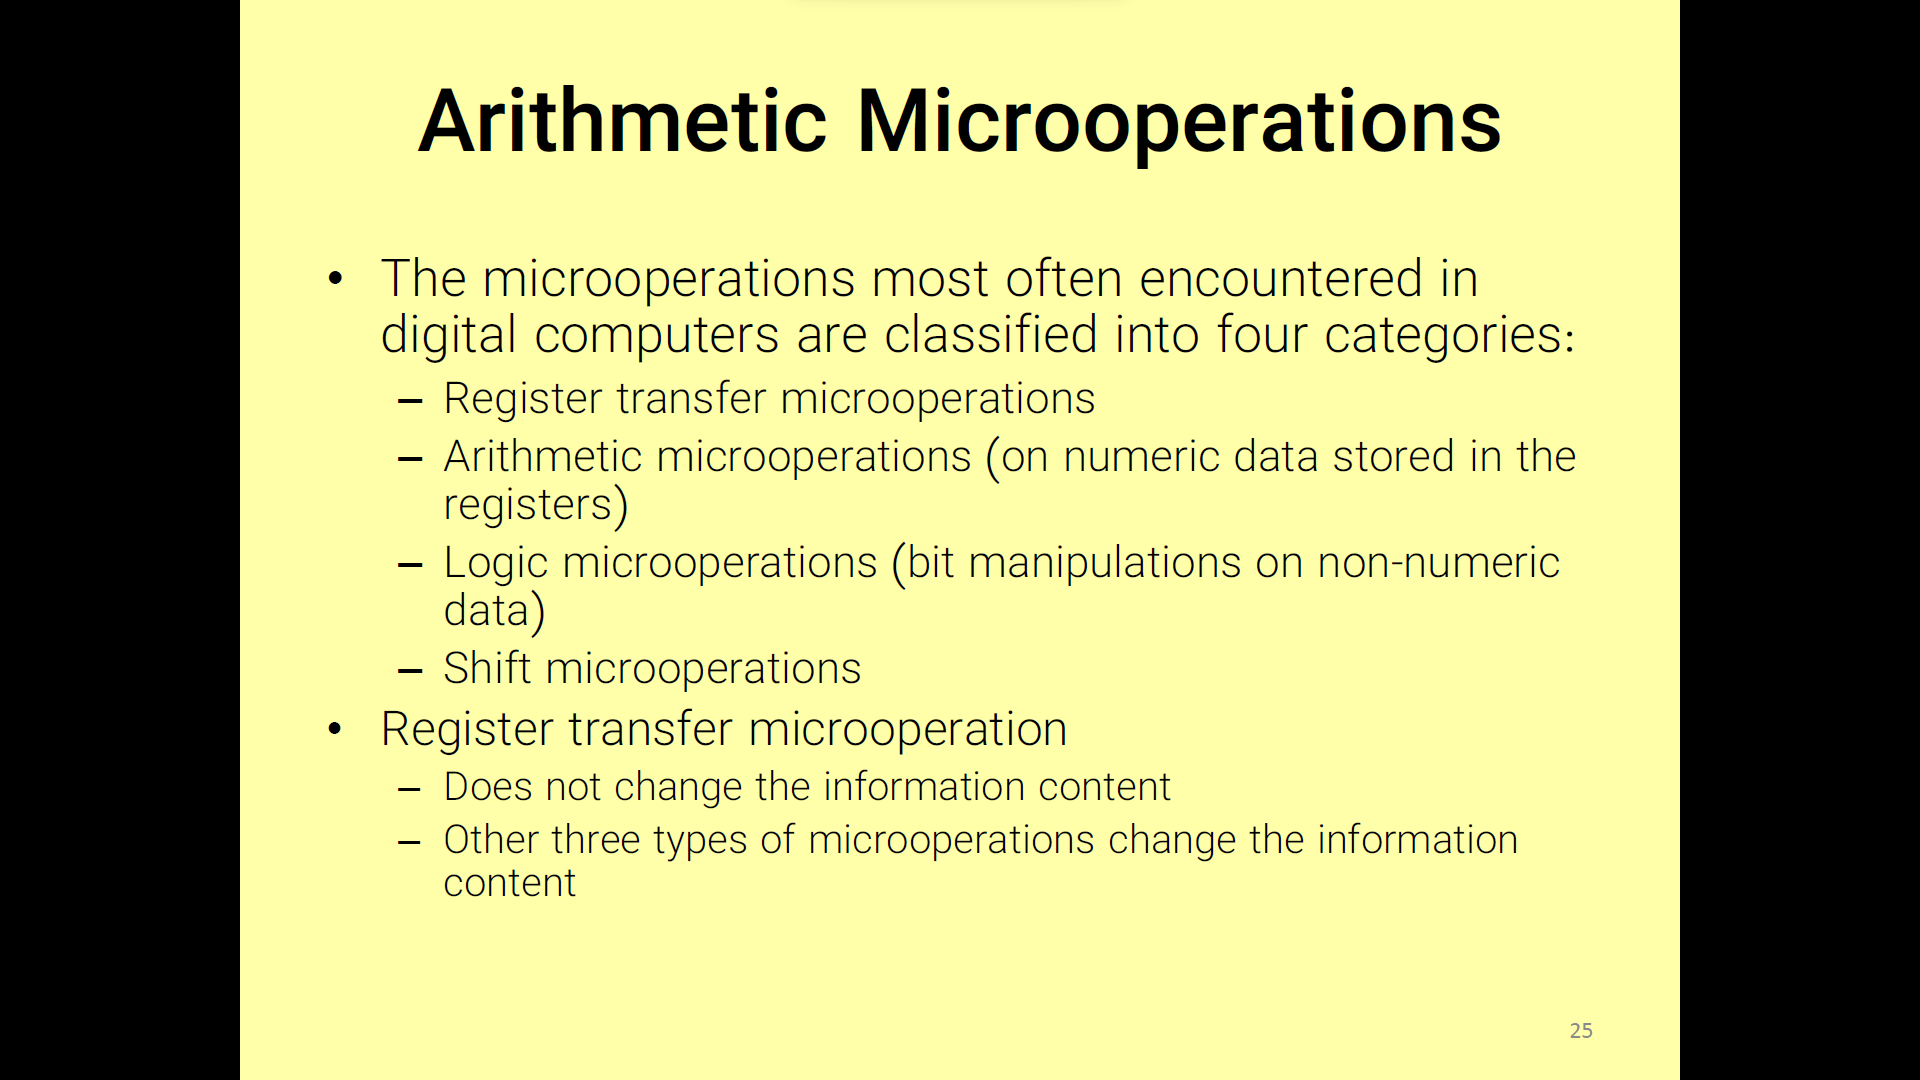 Arithmetic Microoperations
• The microoperations most often encountered in
digital computers are classified into four categories:
– Register transfer microoperations
– Arithmetic microoperations (on numeric data stored in the
registers)
– Logic microoperations (bit manipulations on non-numeric
data)
– Shift microoperations
• Register transfer microoperation
– Does not change the information content
– Other three types of microoperations change the information
content
25